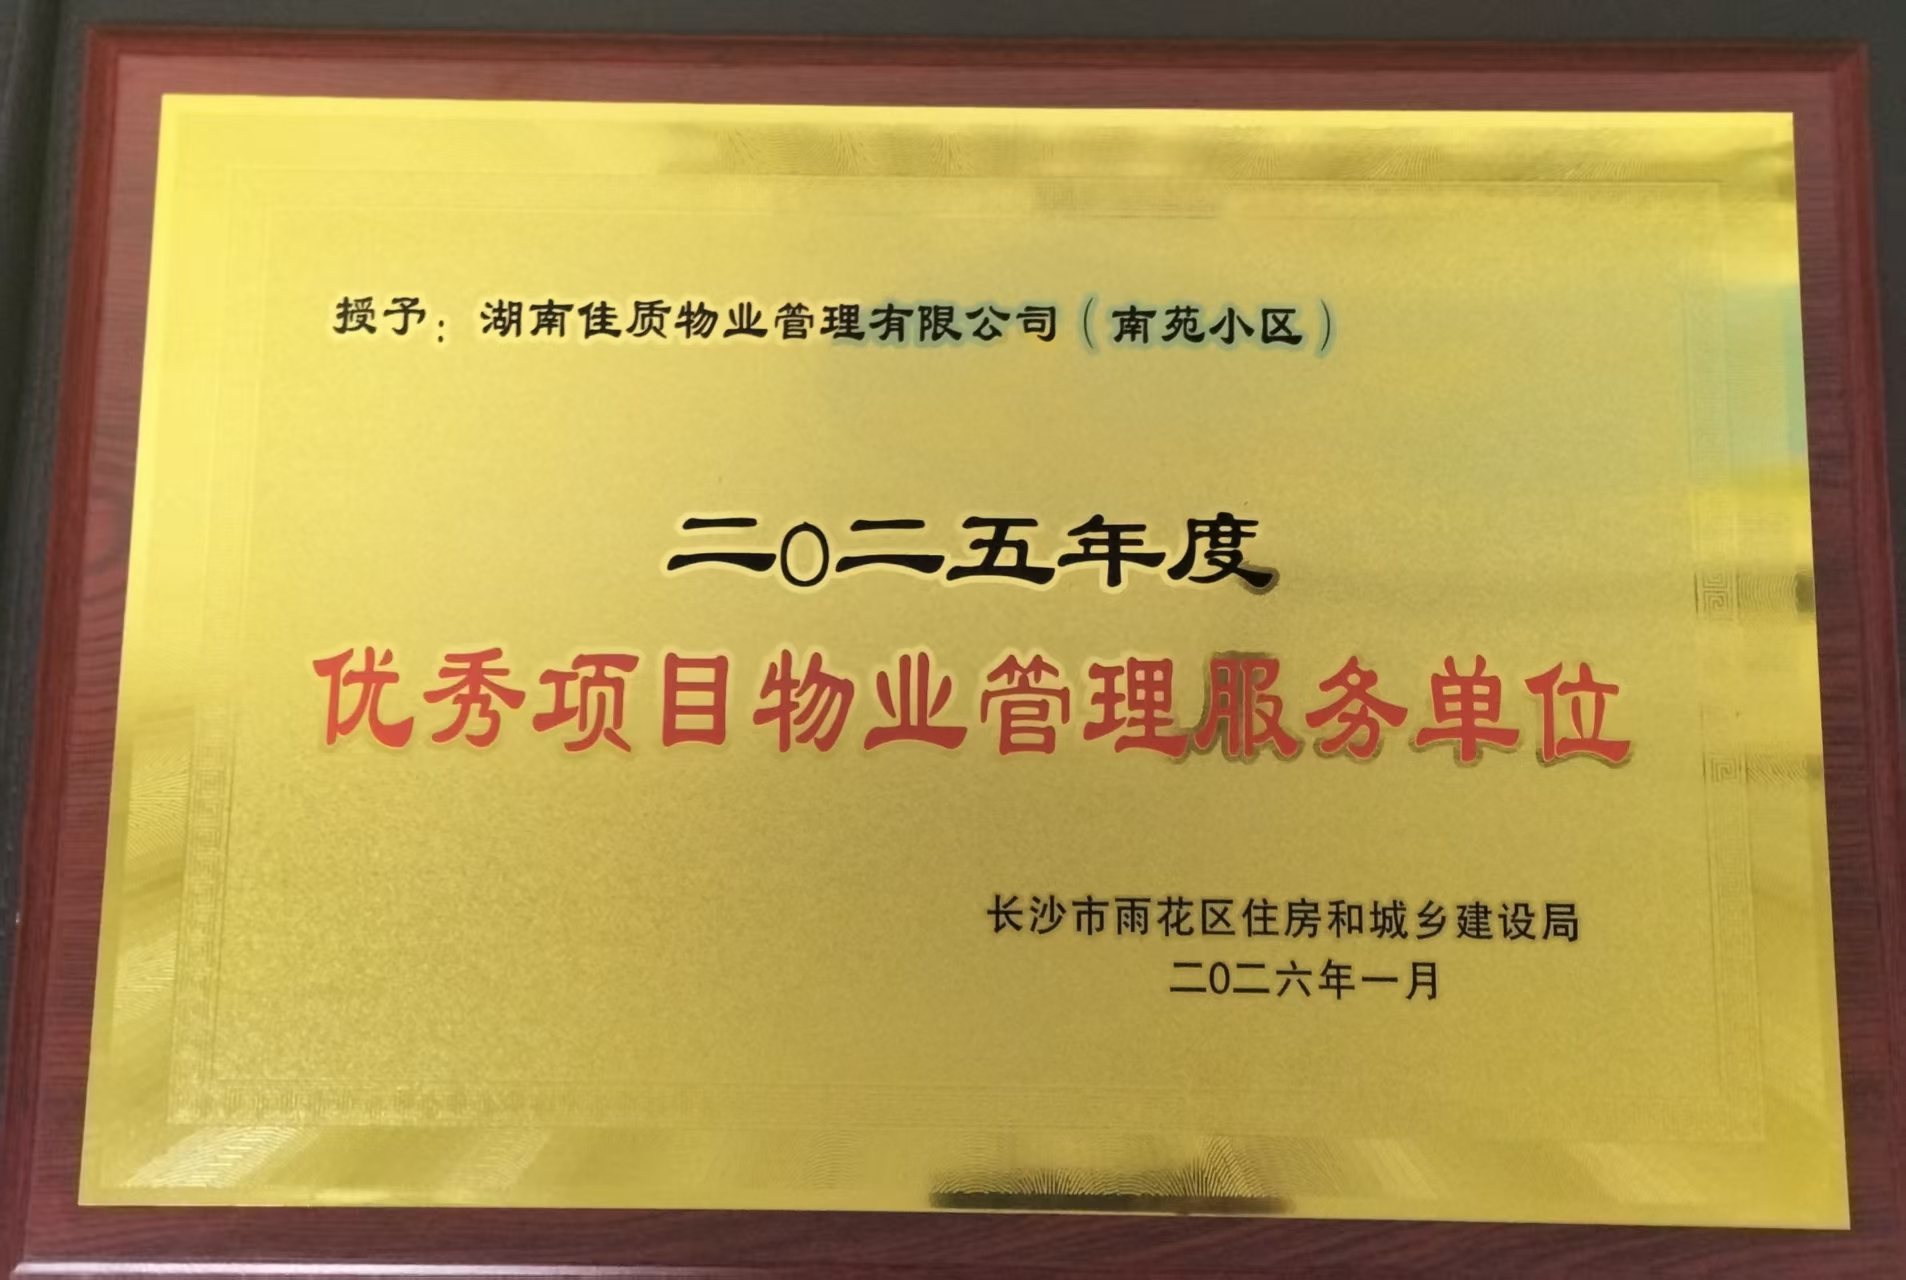 授予：湖南佳质物业管理有限公司（南苑小区）
二〇二五年度
优秀项目物业管理服务单位
长沙市雨花区住房和城乡建设局
二〇二六年一月